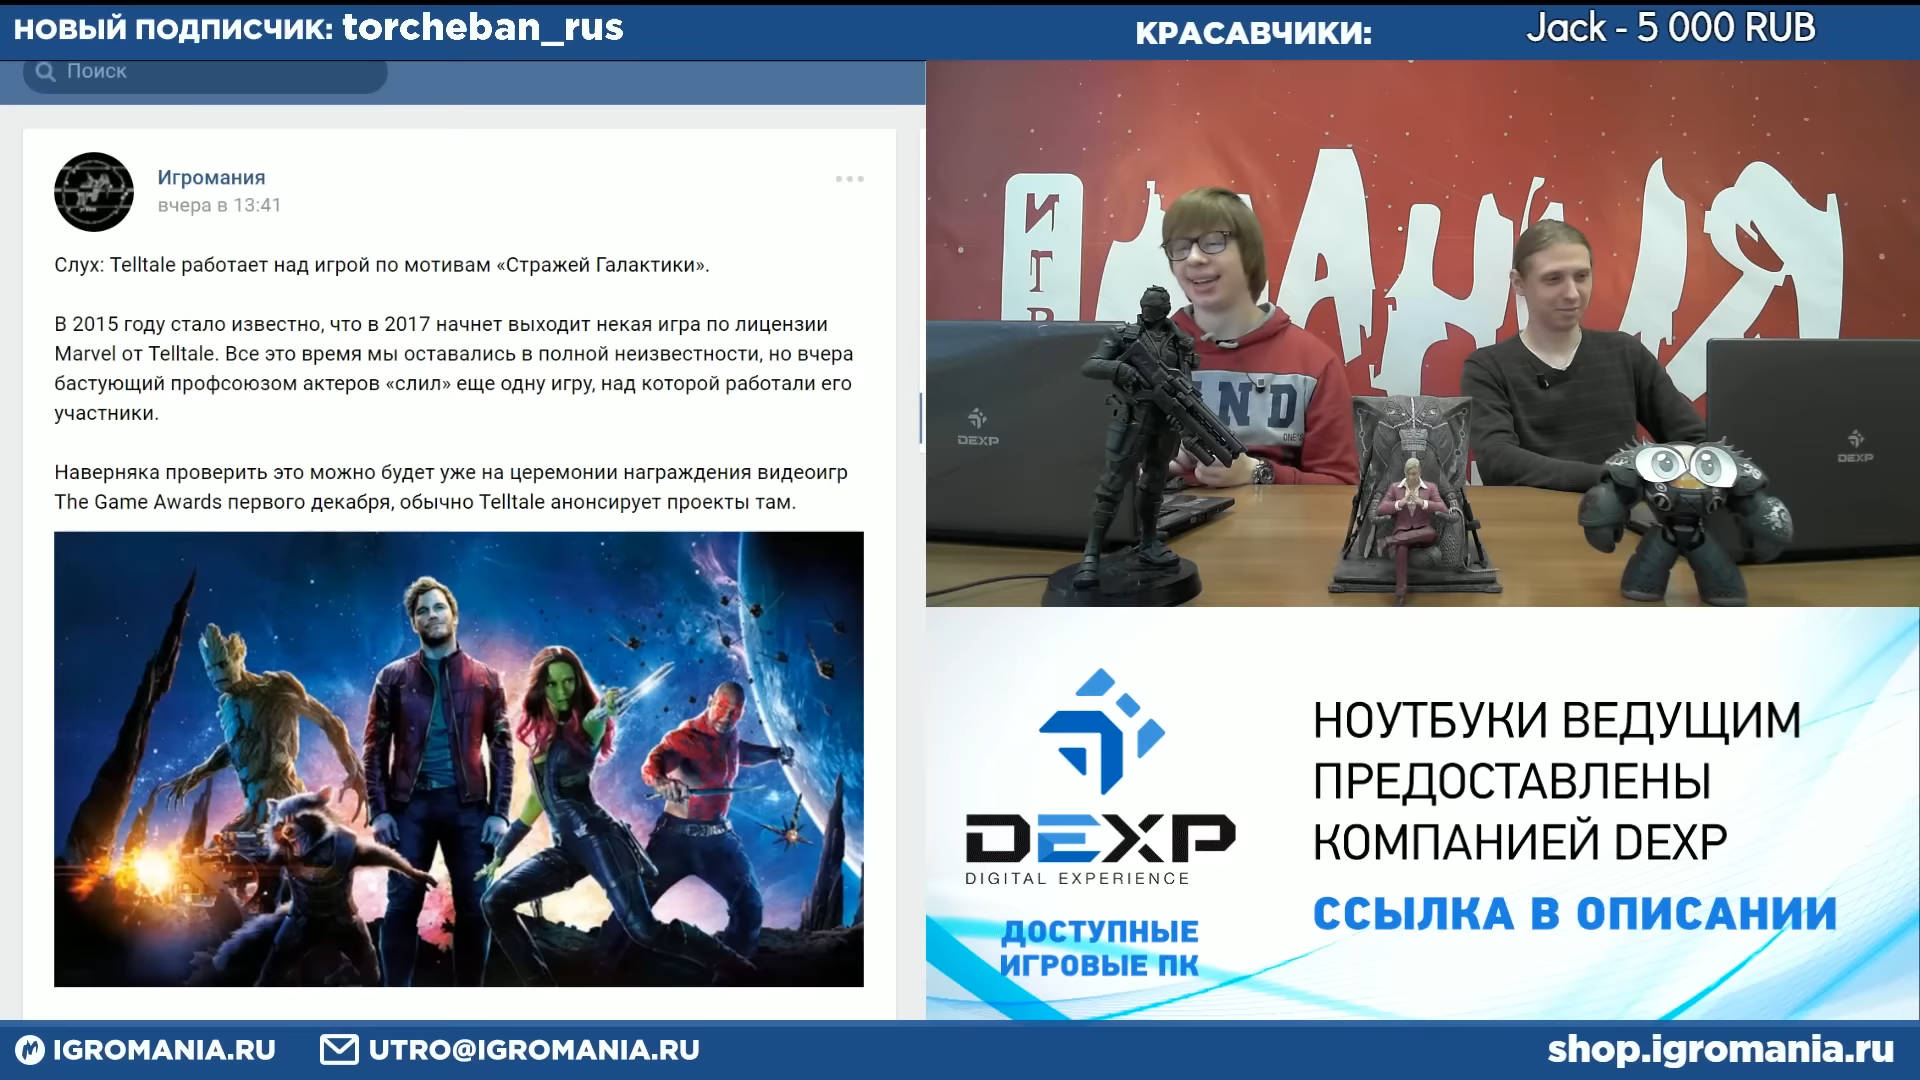 НОВЫЙ ПОДПИСЧИК: torcheban_rus
КРАСАВЧИКИ:
Jack - 5 000 RUB
Поиск
Игромания
вчера в 13:41
Слух: Telltale работает над игрой по мотивам «Стражей Галактики».
В 2015 году стало известно, что в 2017 начнет выходит некая игра по лицензии
Marvel от Telltale. Все это время мы оставались в полной неизвестности, но вчера
бастующий профсоюзом актеров «слил» еще одну игру, над которой работали его
участники.
Наверняка проверить это можно будет уже на церемонии награждения видеоигр
The Game Awards первого декабря, обычно Telltale анонсирует проекты там.
DEXP
DEXP
DEXP
DIGITAL EXPERIENCE
ДОСТУПНЫЕ
ИГРОВЫЕ ПК
НОУТБУКИ ВЕДУЩИМ
ПРЕДОСТАВЛЕНЫ
КОМПАНИЕЙ DEXP
ССЫЛКА В ОПИСАНИИ
IGROMANIA.RU
UTRO@IGROMANIA.RU
shop.igromania.ru